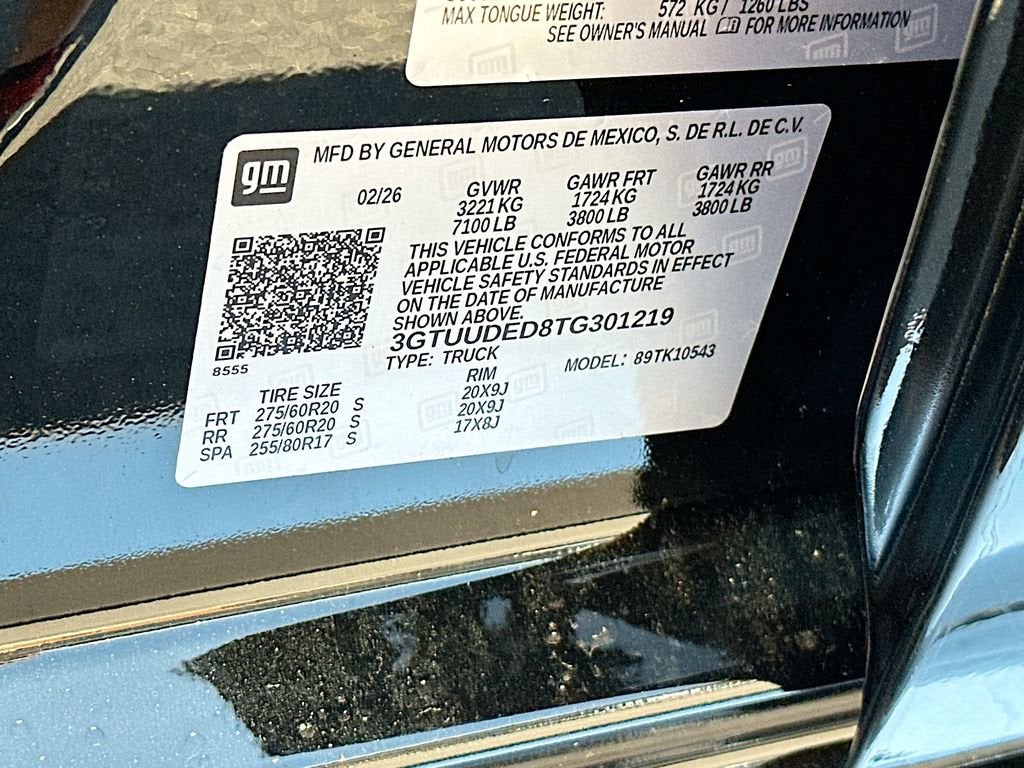 MAX TONGUE WEIGHT: 572 KG / 1260 LBS
SEE OWNER'S MANUAL FOR MORE INFORMATION
gm
MFD BY GENERAL MOTORS DE MEXICO, S. DE R.L. DE C.V.
02/26 GVWR GAWR FRT GAWR RR
3221 KG 1724 KG 1724 KG
7100 LB 3800 LB 3800 LB
THIS VEHICLE CONFORMS TO ALL
APPLICABLE U.S. FEDERAL MOTOR
VEHICLE SAFETY STANDARDS IN EFFECT
ON THE DATE OF MANUFACTURE
SHOWN ABOVE.
3GTUUDED8TG301219
8555
TYPE: TRUCK MODEL: 89TK10543
TIRE SIZE RIM
FRT 275/60R20 S 20X9J
RR 275/60R20 S 20X9J
SPA 255/80R17 S 17X8J